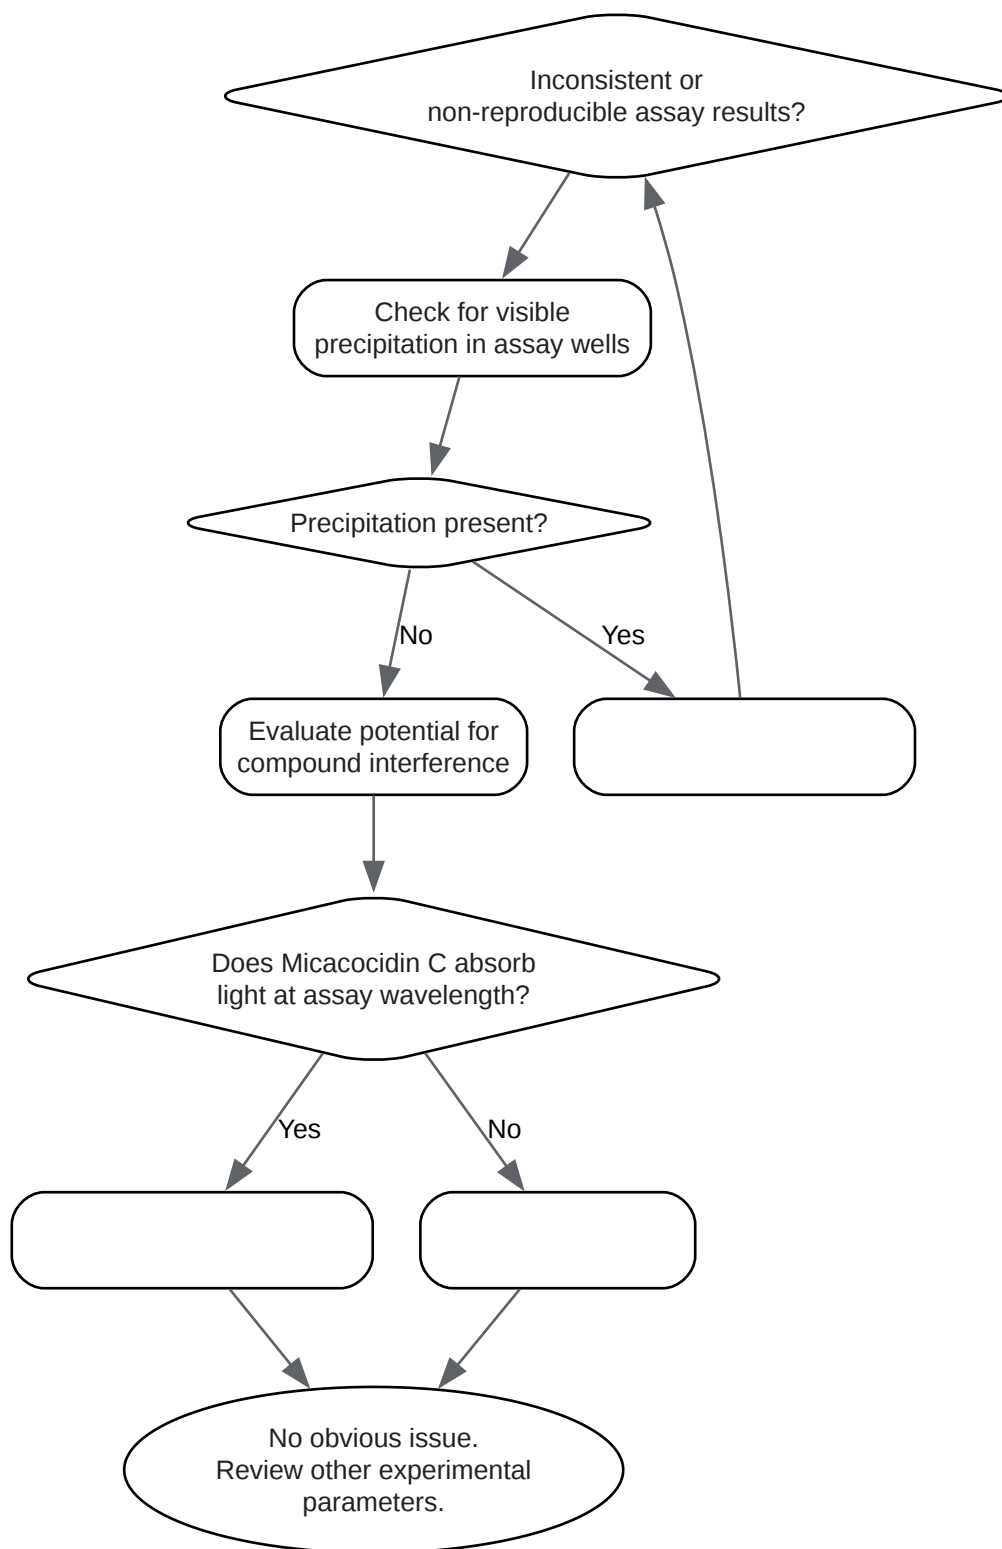 Inconsistent or
non-reproducible assay results?
Check for visible
precipitation in assay wells
Precipitation present?
No
Yes
Evaluate potential for
compound interference
Does Micacocidin C absorb
light at assay wavelength?
Yes
No
No obvious issue.
Review other experimental
parameters.